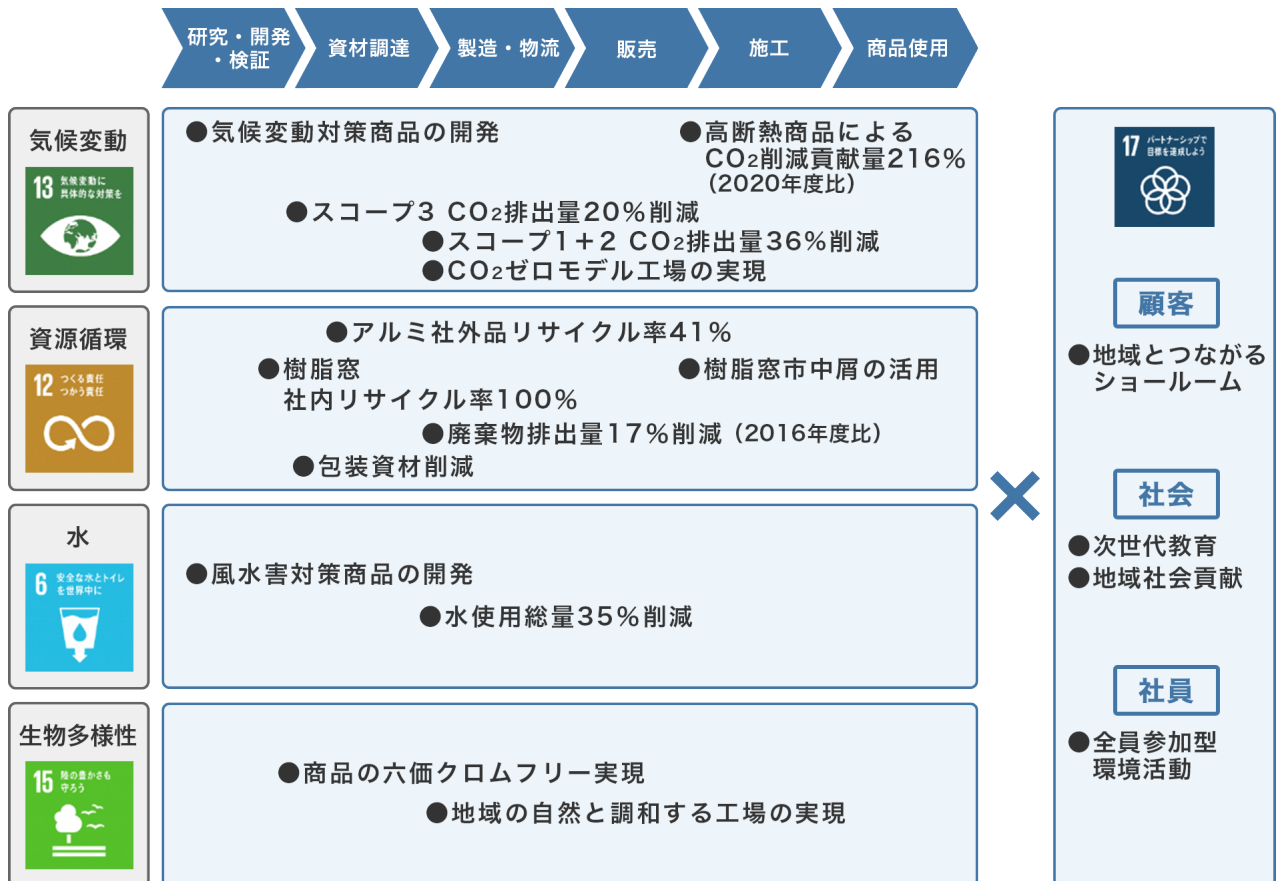 研究・開発
・検証
資材調達
製造・物流
販売
施工
商品使用
気候変動
13 気候変動に
具体的な対策を
●気候変動対策商品の開発
●高断熱商品による
CO2削減貢献量216%
（2020年度比）
●スコープ3 CO2排出量20%削減
●スコープ1＋2 CO2排出量36%削減
●CO2ゼロモデル工場の実現
資源循環
12 つくる責任
つかう責任
●アルミ社外品リサイクル率41%
●樹脂窓
社内リサイクル率100%
●樹脂窓市中屑の活用
●廃棄物排出量17%削減（2016年度比）
●包装資材削減
水
6 安全な水とトイレ
を世界中に
●風水害対策商品の開発
●水使用総量35%削減
生物多様性
15 陸の豊かさも
守ろう
●商品の六価クロムフリー実現
●地域の自然と調和する工場の実現
×
17 パートナーシップで
目標を達成しよう
顧客
●地域とつながる
ショールーム
社会
●次世代教育
●地域社会貢献
社員
●全員参加型
環境活動